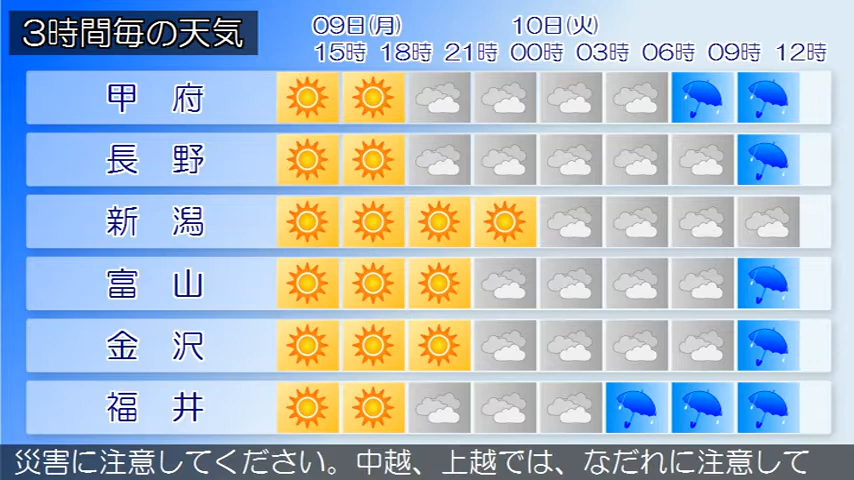 3時間毎の天気
09日(月) 10日(火)
15時 18時 21時 00時 03時 06時 09時 12時
甲府
長野
新潟
富山
金沢
福井
災害に注意してください。中越、上越では、なだれに注意して